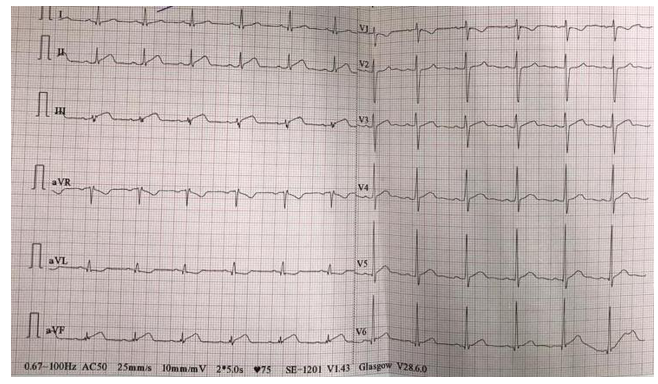 I
II
III
aVR
aVL
aVF
V1
V2
V3
V4
V5
V6
0.67~100Hz AC50 25mm/s 10mm/mV 2*5.0s ♥75 SE-1201 V1.43 Glasgow V28.6.0